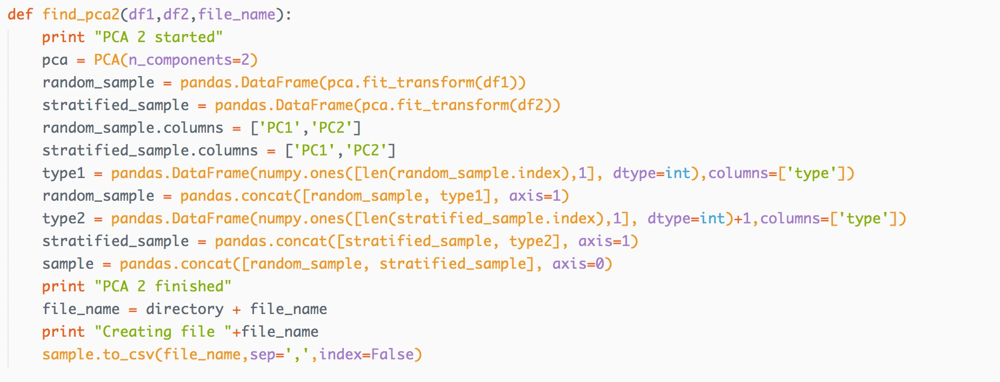 def find_pca2(df1,df2,file_name):
    print "PCA 2 started"
    pca = PCA(n_components=2)
    random_sample = pandas.DataFrame(pca.fit_transform(df1))
    stratified_sample = pandas.DataFrame(pca.fit_transform(df2))
    random_sample.columns = ['PC1','PC2']
    stratified_sample.columns = ['PC1','PC2']
    type1 = pandas.DataFrame(numpy.ones([len(random_sample.index),1], dtype=int),columns=['type'])
    random_sample = pandas.concat([random_sample, type1], axis=1)
    type2 = pandas.DataFrame(numpy.ones([len(stratified_sample.index),1], dtype=int)+1,columns=['type'])
    stratified_sample = pandas.concat([stratified_sample, type2], axis=1)
    sample = pandas.concat([random_sample, stratified_sample], axis=0)
    print "PCA 2 finished"
    file_name = directory + file_name
    print "Creating file "+file_name
    sample.to_csv(file_name,sep=',',index=False)